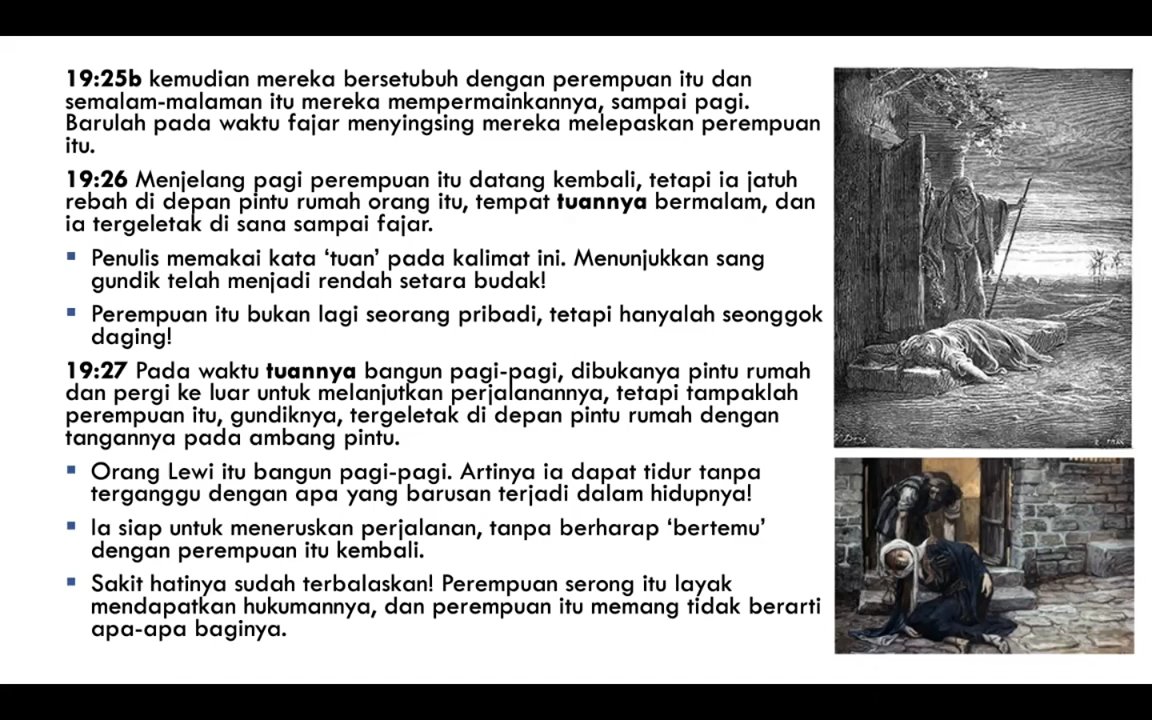 19:25b kemudian mereka bersetubuh dengan perempuan itu dan
semalam-malaman itu mereka mempermainkannya, sampai pagi.
Barulah pada waktu fajar menyingsing mereka melepaskan perempuan
itu.
19:26 Menjelang pagi perempuan itu datang kembali, tetapi ia jatuh
rebah di depan pintu rumah orang itu, tempat tuannya bermalam, dan
ia tergeletak di sana sampai fajar.
▪ Penulis memakai kata ‘tuan’ pada kalimat ini. Menunjukkan sang
gundik telah menjadi rendah setara budak!
▪ Perempuan itu bukan lagi seorang pribadi, tetapi hanyalah seonggok
daging!
19:27 Pada waktu tuannya bangun pagi-pagi, dibukanya pintu rumah
dan pergi ke luar untuk melanjutkan perjalanannya, tetapi tampaklah
perempuan itu, gundiknya, tergeletak di depan pintu rumah dengan
tangannya pada ambang pintu.
▪ Orang Lewi itu bangun pagi-pagi. Artinya ia dapat tidur tanpa
terganggu dengan apa yang barusan terjadi dalam hidupnya!
▪ Ia siap untuk meneruskan perjalanan, tanpa berharap ‘bertemu’
dengan perempuan itu kembali.
▪ Sakit hatinya sudah terbalaskan! Perempuan serong itu layak
mendapatkan hukumannya, dan perempuan itu memang tidak berarti
apa-apa baginya.